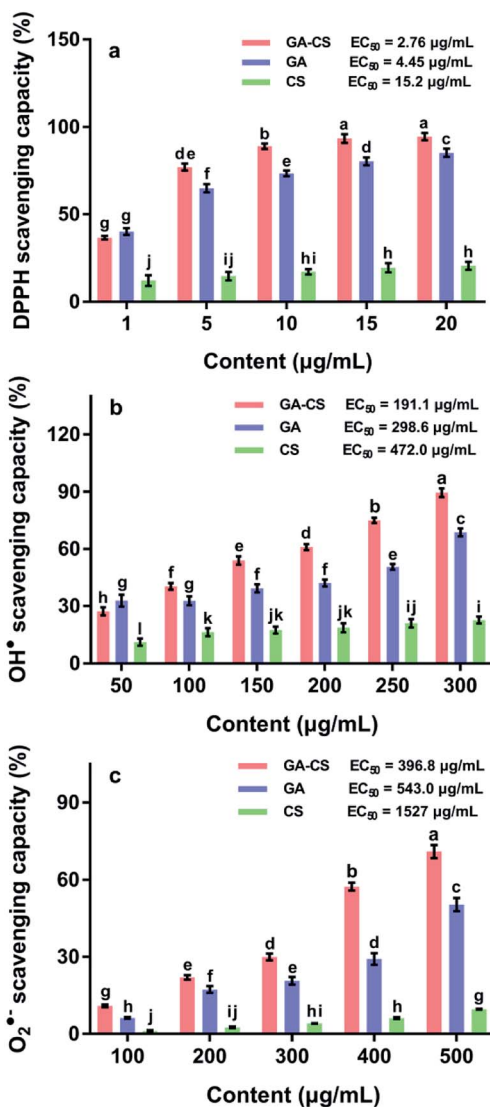 a
GA-CS EC50 = 2.76 μg/mL
GA EC50 = 4.45 μg/mL
CS EC50 = 15.2 μg/mL
DPPH scavenging capacity (%)
150
100
50
0
g g j
de f ij
b e hi
a d h
a c h
1 5 10 15 20
Content (μg/mL)
b
GA-CS EC50 = 191.1 μg/mL
GA EC50 = 298.6 μg/mL
CS EC50 = 472.0 μg/mL
OH• scavenging capacity (%)
120
90
60
30
0
h g l
f g k
e f jk
d f jk
b e ij
a c i
50 100 150 200 250 300
Content (μg/mL)
c
GA-CS EC50 = 396.8 μg/mL
GA EC50 = 543.0 μg/mL
CS EC50 = 1527 μg/mL
O2•- scavenging capacity (%)
90
60
30
0
g h j
e f ij
d e hi
b d h
a c g
100 200 300 400 500
Content (μg/mL)